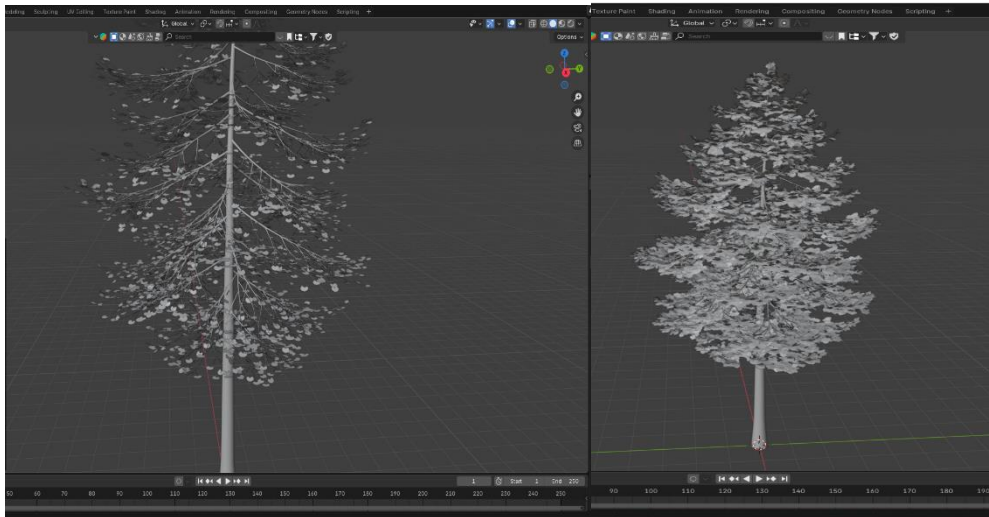 Sculpting UV Editing Texture Paint Shading Animation Rendering Compositing Geometry Nodes Scripting +
Global
Search
Options
Z
Y
X
1 Start 1 End 250
50 60 70 80 90 100 110 120 130 140 150 160 170 180 190 200 210 220 230 240 250
Texture Paint Shading Animation Rendering Compositing Geometry Nodes Scripting +
Global
Search
90 100 110 120 130 140 150 160 170 180 190